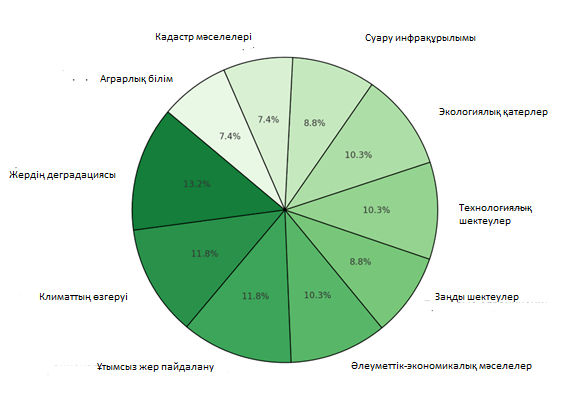 Кадастр мәселелері
Суару инфрақұрылымы
Аграрлық білім
Экологиялық қатерлер
7.4%
7.4%
8.8%
10.3%
Жердің деградациясы
13.2%
10.3%
Технологиялық
шектеулер
11.8%
8.8%
Климаттың өзгеруі
11.8%
10.3%
Заңды шектеулер
Ұтымсыз жер пайдалану
Әлеуметтік-экономикалық мәселелер